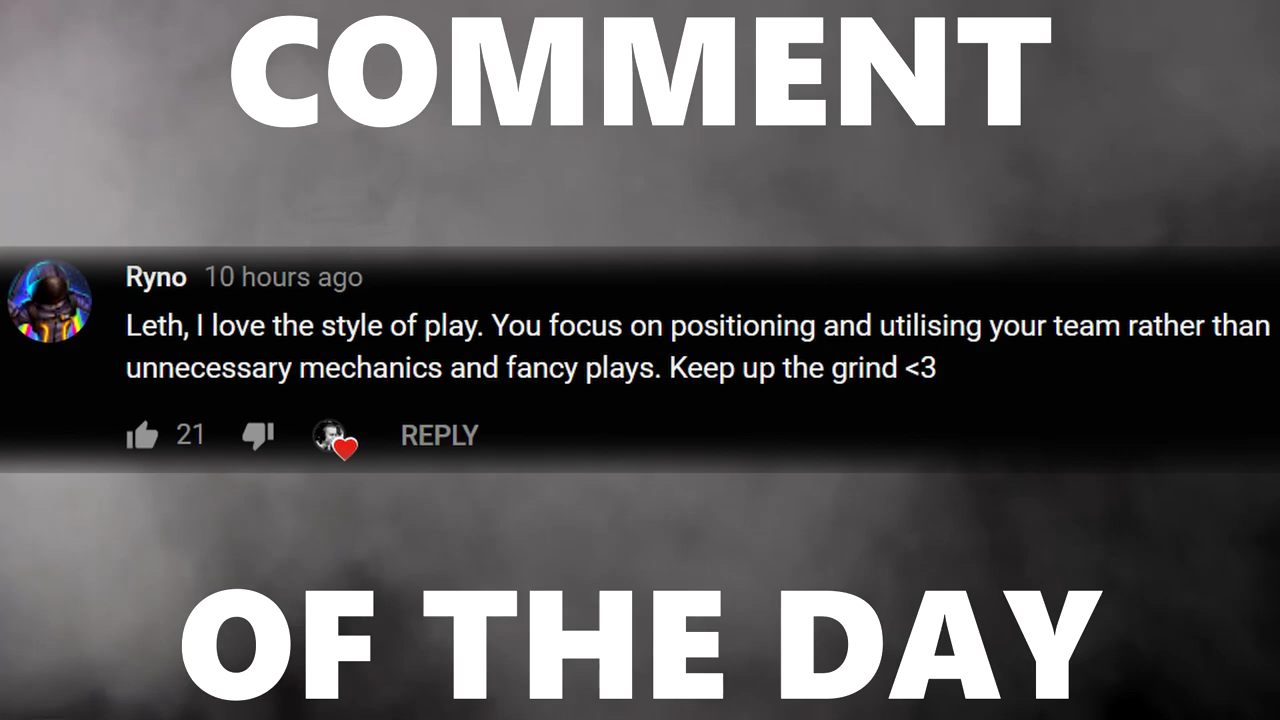 COMMENT
Ryno 10 hours ago
Leth, I love the style of play. You focus on positioning and utilising your team rather than
unnecessary mechanics and fancy plays. Keep up the grind <3
21 REPLY
OF THE DAY